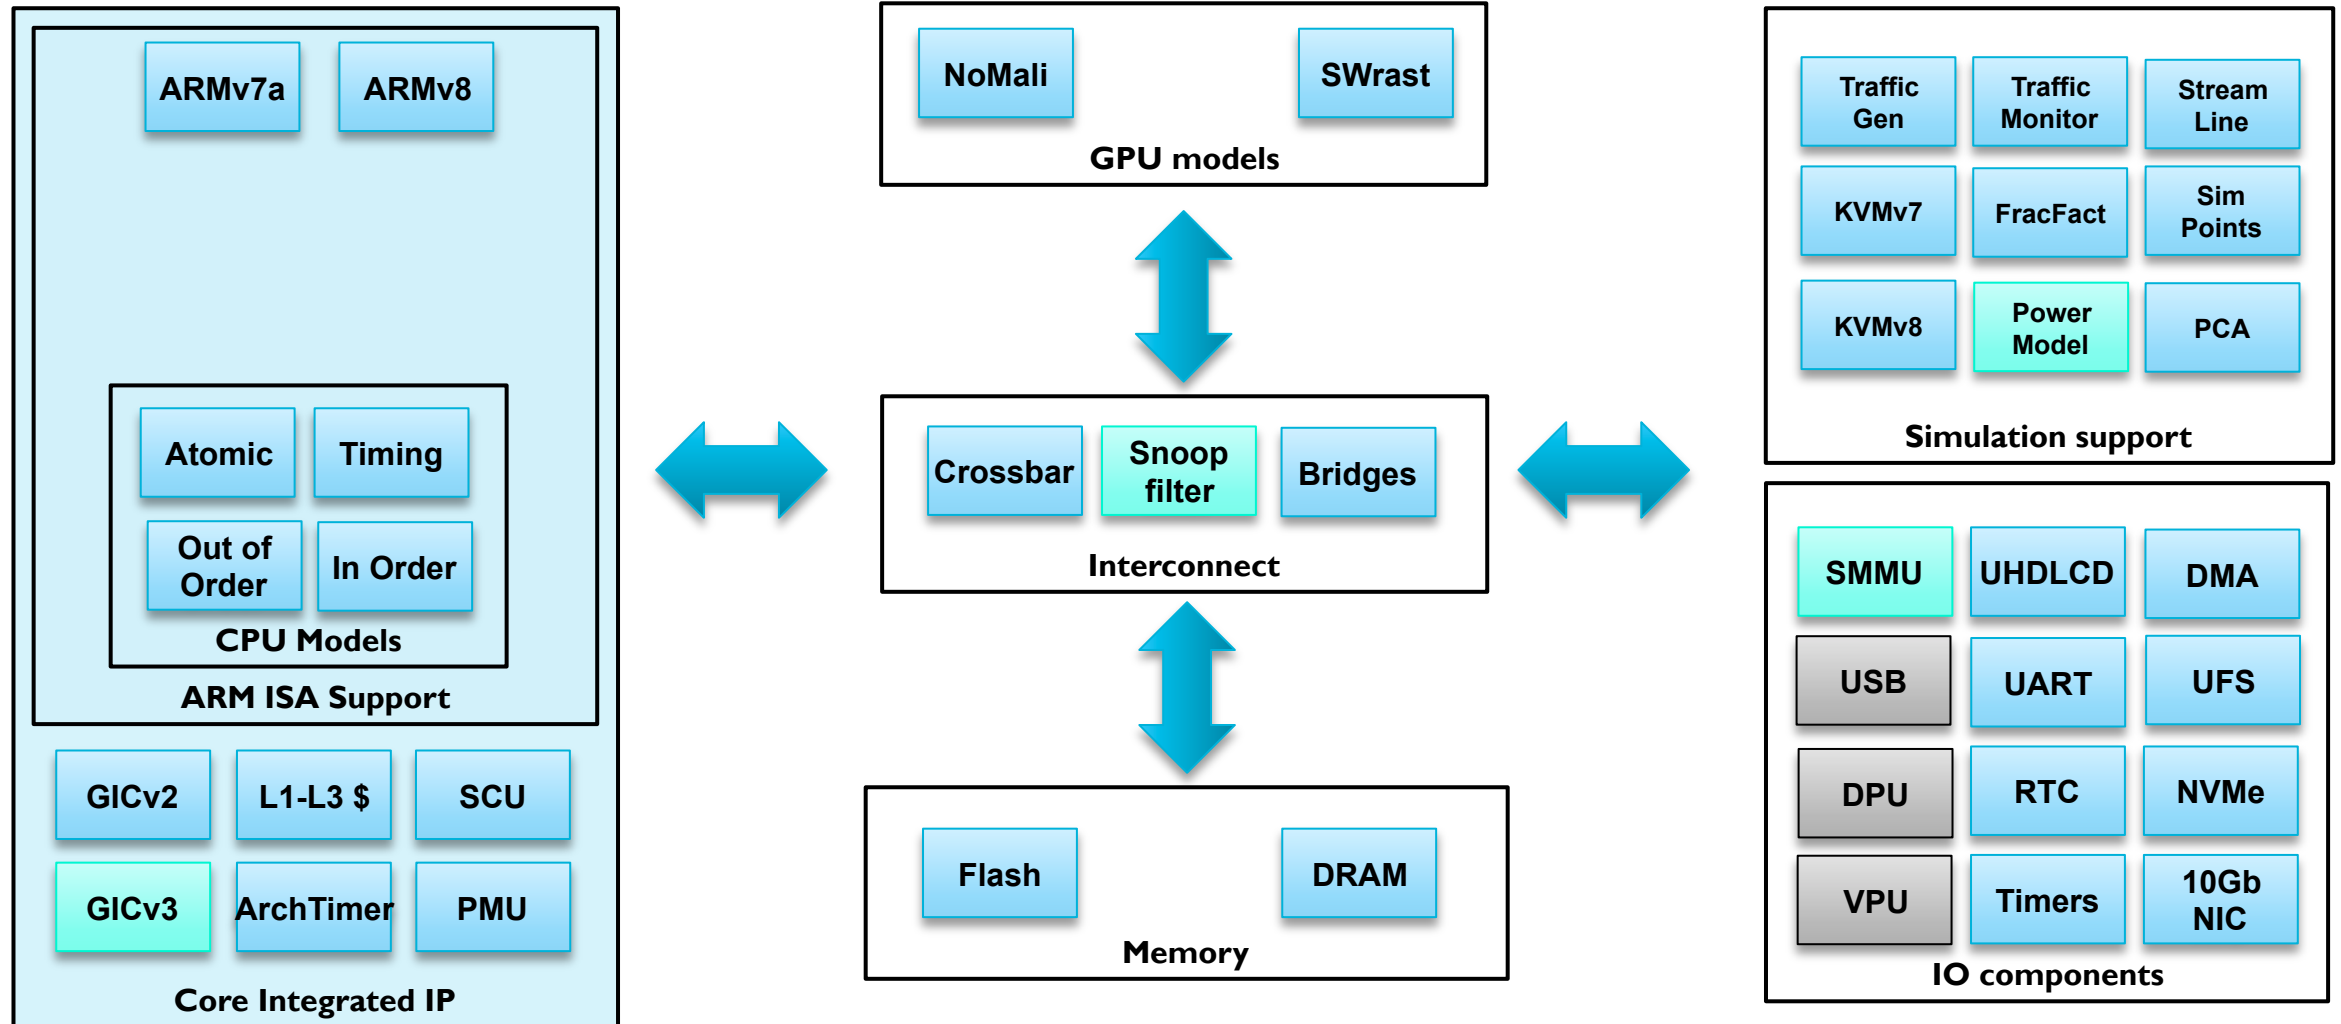 ARMv7a
ARMv8
Atomic
Timing
Out of
Order
In Order
CPU Models
ARM ISA Support
GICv2
L1-L3 $
SCU
GICv3
ArchTimer
PMU
Core Integrated IP
NoMali
SWrast
GPU models
Crossbar
Snoop
filter
Bridges
Interconnect
Flash
DRAM
Memory
Traffic
Gen
Traffic
Monitor
Stream
Line
KVMv7
FracFact
Sim
Points
KVMv8
Power
Model
PCA
Simulation support
SMMU
UHDLCD
DMA
USB
UART
UFS
DPU
RTC
NVMe
VPU
Timers
10Gb
NIC
IO components